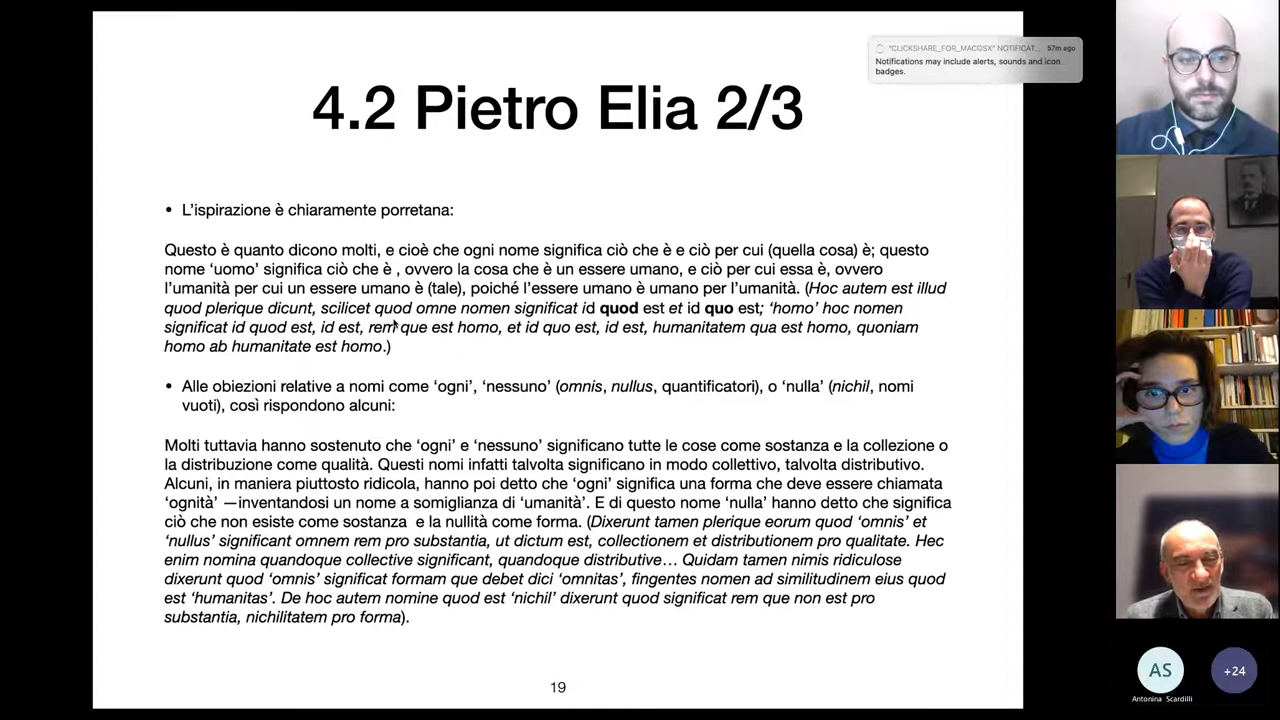 "CLICKSHARE_FOR_MACOSX" NOTIFICAT... 57m ago
Notifications may include alerts, sounds and icon
badges.
4.2 Pietro Elia 2/3
• L'ispirazione è chiaramente porretana:
Questo è quanto dicono molti, e cioè che ogni nome significa ciò che è e ciò per cui (quella cosa) è; questo
nome 'uomo' significa ciò che è , ovvero la cosa che è un essere umano, e ciò per cui essa è, ovvero
l'umanità per cui un essere umano è (tale), poiché l'essere umano è umano per l'umanità. (Hoc autem est illud
quod plerique dicunt, scilicet quod omne nomen significat id quod est et id quo est; 'homo' hoc nomen
significat id quod est, id est, rem que est homo, et id quo est, id est, humanitatem qua est homo, quoniam
homo ab humanitate est homo.)
• Alle obiezioni relative a nomi come 'ogni', 'nessuno' (omnis, nullus, quantificatori), o 'nulla' (nichil, nomi
vuoti), così rispondono alcuni:
Molti tuttavia hanno sostenuto che 'ogni' e 'nessuno' significano tutte le cose come sostanza e la collezione o
la distribuzione come qualità. Questi nomi infatti talvolta significano in modo collettivo, talvolta distributivo.
Alcuni, in maniera piuttosto ridicola, hanno poi detto che 'ogni' significa una forma che deve essere chiamata
'ognità' —inventandosi un nome a somiglianza di 'umanità'. E di questo nome 'nulla' hanno detto che significa
ciò che non esiste come sostanza e la nullità come forma. (Dixerunt tamen plerique eorum quod 'omnis' et
'nullus' significant omnem rem pro substantia, ut dictum est, collectionem et distributionem pro qualitate. Hec
enim nomina quandoque collective significant, quandoque distributive… Quidam tamen nimis ridiculose
dixerunt quod 'omnis' significat formam que debet dici 'omnitas', fingentes nomen ad similitudinem eius quod
est 'humanitas'. De hoc autem nomine quod est 'nichil' dixerunt quod significat rem que non est pro
substantia, nichilitatem pro forma).
19
AS
Antonina Scardilli
+24